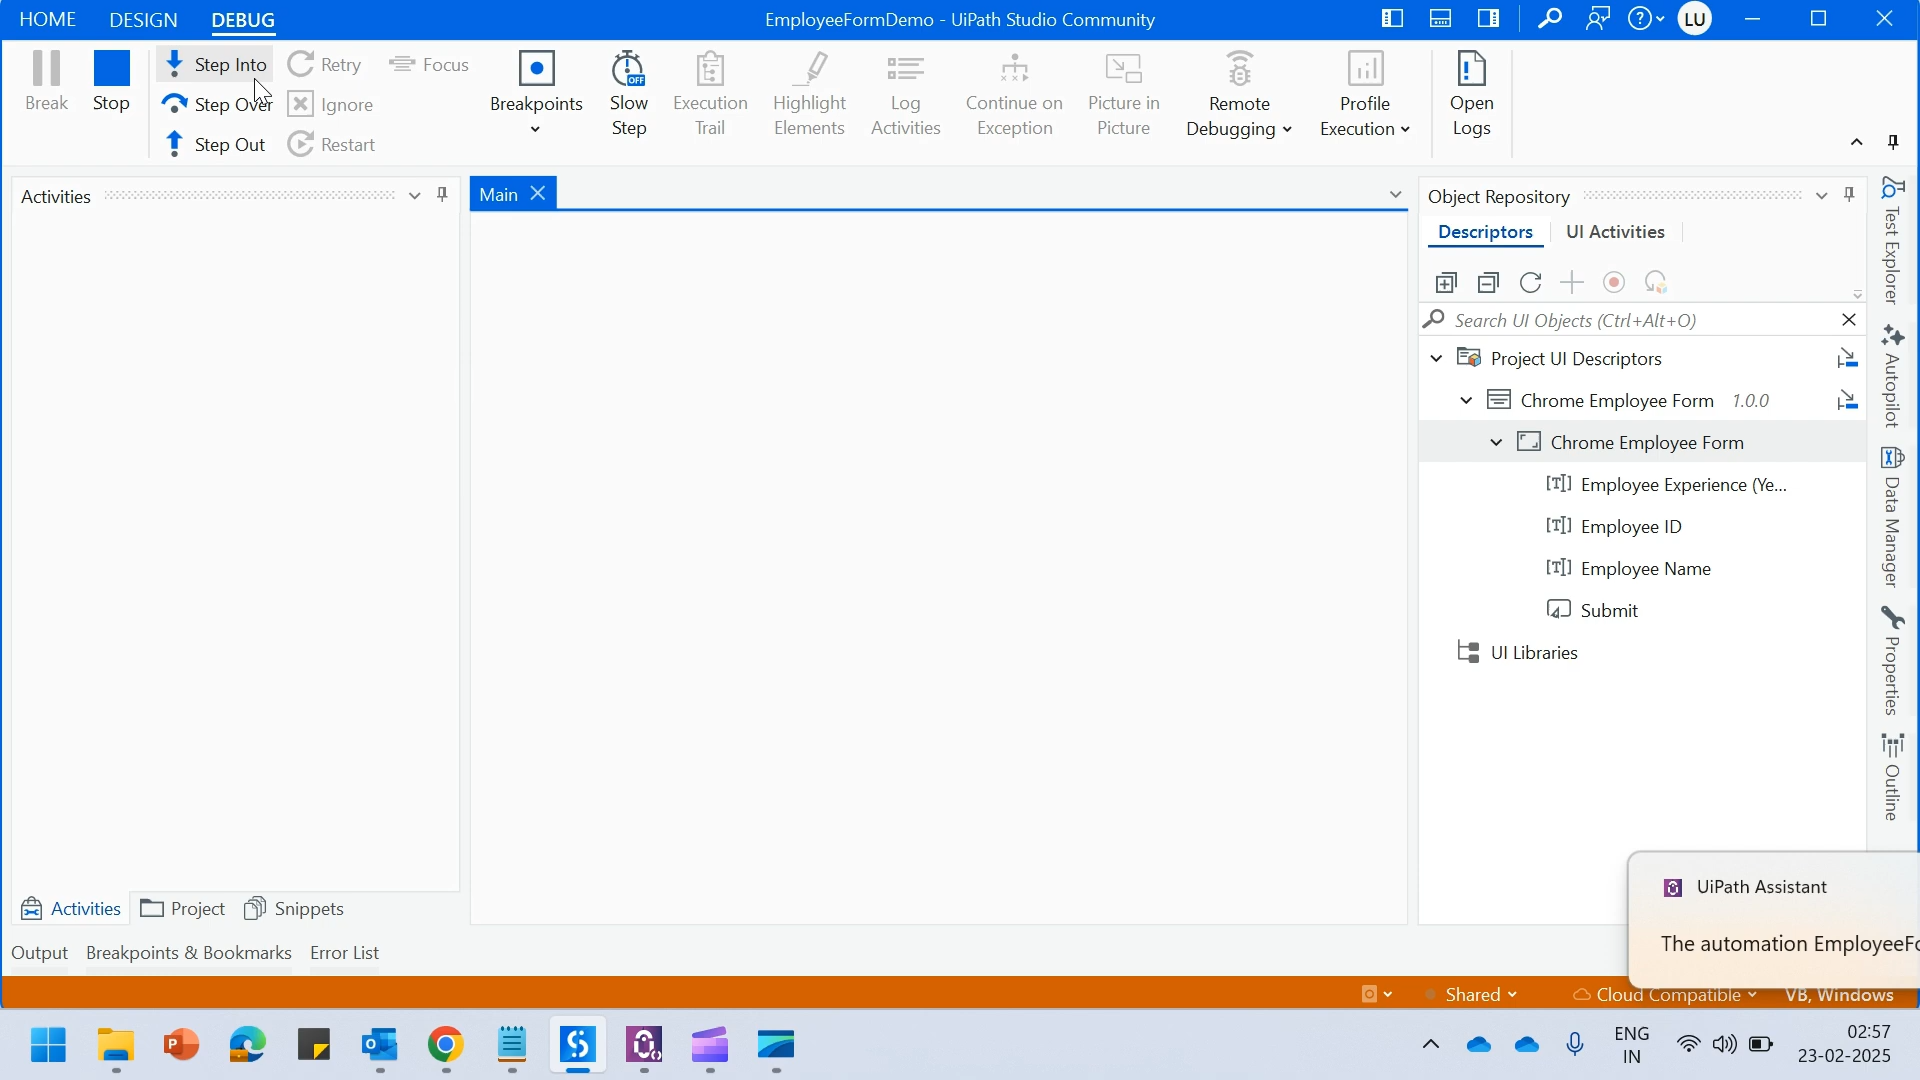 HOME DESIGN DEBUG EmployeeFormDemo - UiPath Studio Community LU
Break Stop Step Into Step Over Step Out Retry Ignore Restart Focus
Breakpoints
Slow
Step
OFF
Execution
Trail
Highlight
Elements
Log
Activities
Continue on
Exception
Picture in
Picture
Remote
Debugging
Profile
Execution
Open
Logs
Activities
Main
Object Repository
Descriptors UI Activities
Search UI Objects (Ctrl+Alt+O)
Project UI Descriptors
Chrome Employee Form 1.0.0
Chrome Employee Form
Employee Experience (Ye...
Employee ID
Employee Name
Submit
UI Libraries
Test Explorer
Autopilot
Data Manager
Properties
Outline
Activities Project Snippets
Output Breakpoints & Bookmarks Error List
UiPath Assistant
The automation EmployeeFo
Shared Cloud Compatible VB, Windows
ENG
IN
02:57
23-02-2025